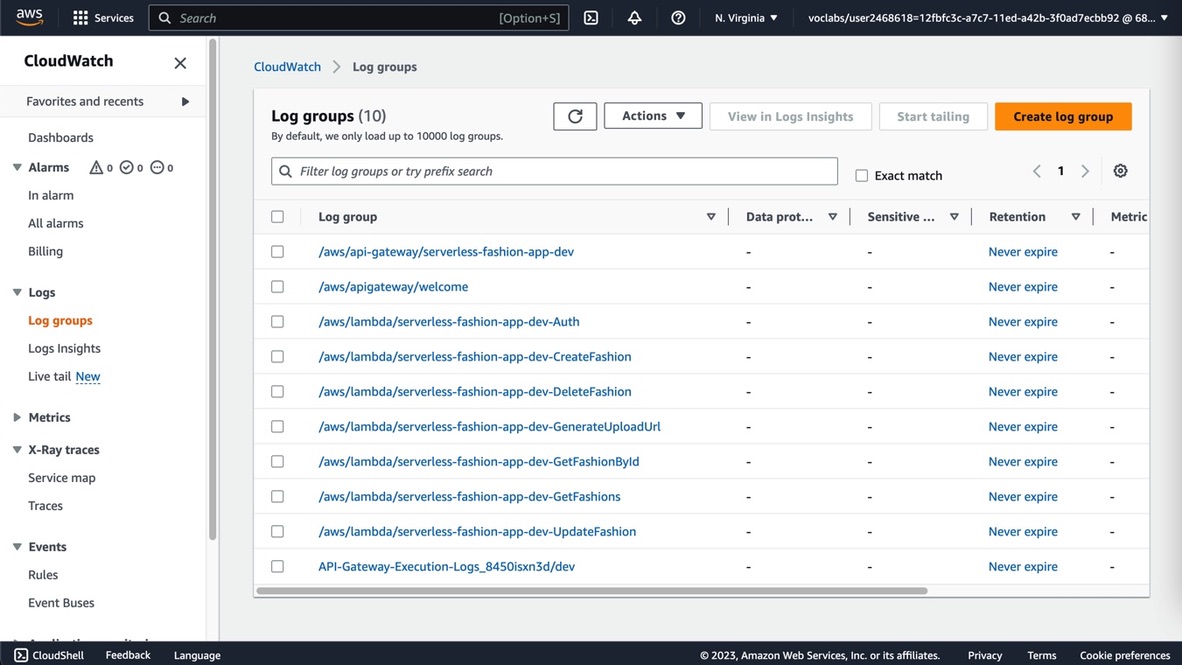 aws Services Search [Option+S] N. Virginia voclabs/user2468618=12fbfc3c-a7c7-11ed-a42b-3f0ad7ecbb92 @ 68...
CloudWatch
Favorites and recents
Dashboards
Alarms 0 0 0
In alarm
All alarms
Billing
Logs
Log groups
Logs Insights
Live tail New
Metrics
X-Ray traces
Service map
Traces
Events
Rules
Event Buses
CloudWatch Log groups
Log groups (10)
By default, we only load up to 10000 log groups.
Actions View in Logs Insights Start tailing Create log group
Filter log groups or try prefix search Exact match 1
Log group Data prot... Sensitive ... Retention Metric
/aws/api-gateway/serverless-fashion-app-dev - - Never expire -
/aws/apigateway/welcome - - Never expire -
/aws/lambda/serverless-fashion-app-dev-Auth - - Never expire -
/aws/lambda/serverless-fashion-app-dev-CreateFashion - - Never expire -
/aws/lambda/serverless-fashion-app-dev-DeleteFashion - - Never expire -
/aws/lambda/serverless-fashion-app-dev-GenerateUploadUrl - - Never expire -
/aws/lambda/serverless-fashion-app-dev-GetFashionById - - Never expire -
/aws/lambda/serverless-fashion-app-dev-GetFashions - - Never expire -
/aws/lambda/serverless-fashion-app-dev-UpdateFashion - - Never expire -
API-Gateway-Execution-Logs_8450isxn3d/dev - - Never expire -
CloudShell Feedback Language © 2023, Amazon Web Services, Inc. or its affiliates. Privacy Terms Cookie preferences